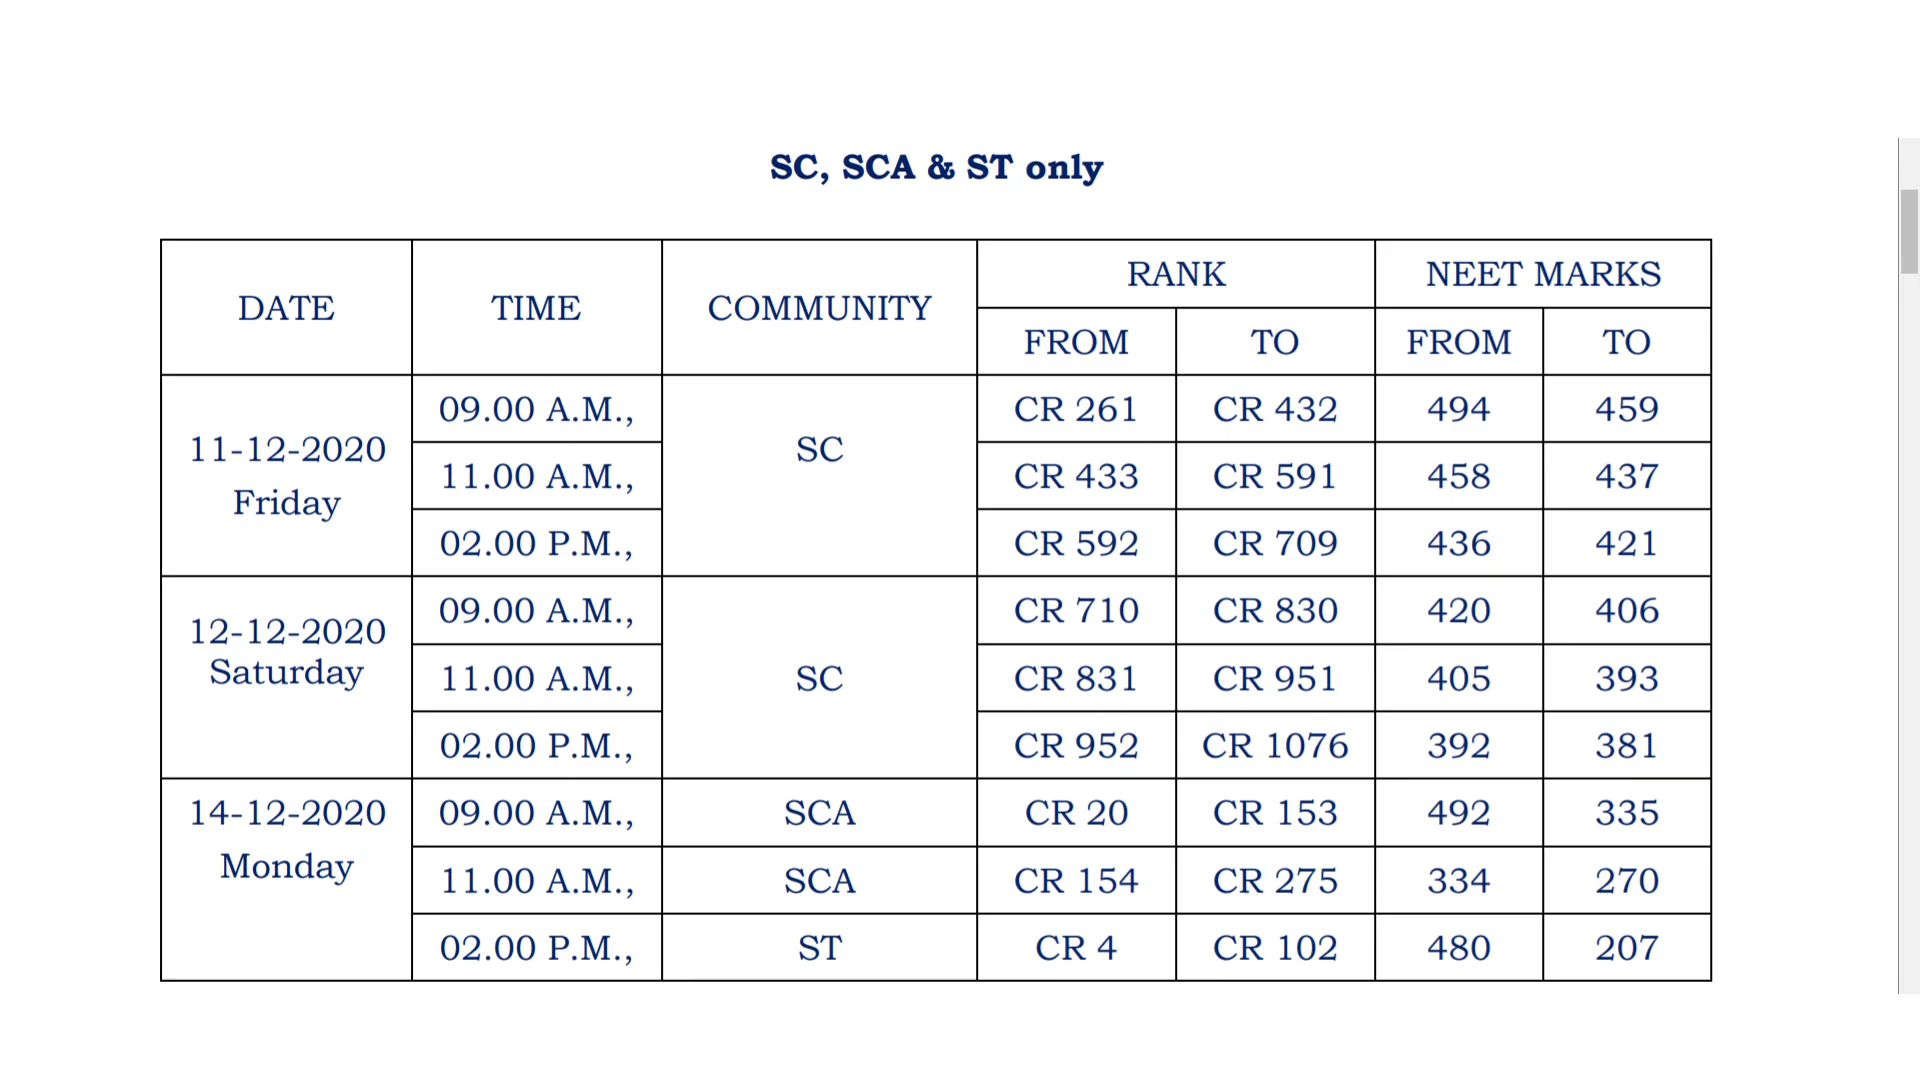 SC, SCA & ST only
DATE TIME COMMUNITY RANK NEET MARKS
FROM TO FROM TO
11-12-2020 Friday 09.00 A.M., SC CR 261 CR 432 494 459
11.00 A.M., CR 433 CR 591 458 437
02.00 P.M., CR 592 CR 709 436 421
12-12-2020 Saturday 09.00 A.M., SC CR 710 CR 830 420 406
11.00 A.M., CR 831 CR 951 405 393
02.00 P.M., CR 952 CR 1076 392 381
14-12-2020 Monday 09.00 A.M., SCA CR 20 CR 153 492 335
11.00 A.M., SCA CR 154 CR 275 334 270
02.00 P.M., ST CR 4 CR 102 480 207